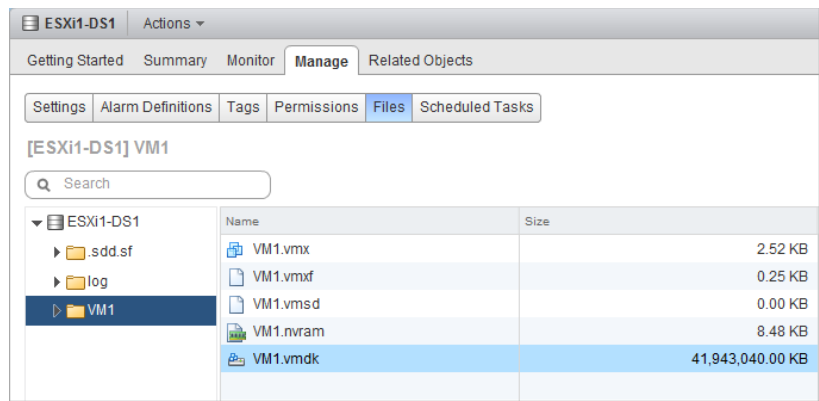 ESXi1-DS1 Actions
Getting Started Summary Monitor Manage Related Objects
Settings Alarm Definitions Tags Permissions Files Scheduled Tasks
[ESXi1-DS1] VM1
Search
ESXi1-DS1 Name Size
.sdd.sf VM1.vmx 2.52 KB
log VM1.vmxf 0.25 KB
VM1 VM1.vmsd 0.00 KB
VM1.nvram 8.48 KB
VM1.vmdk 41,943,040.00 KB